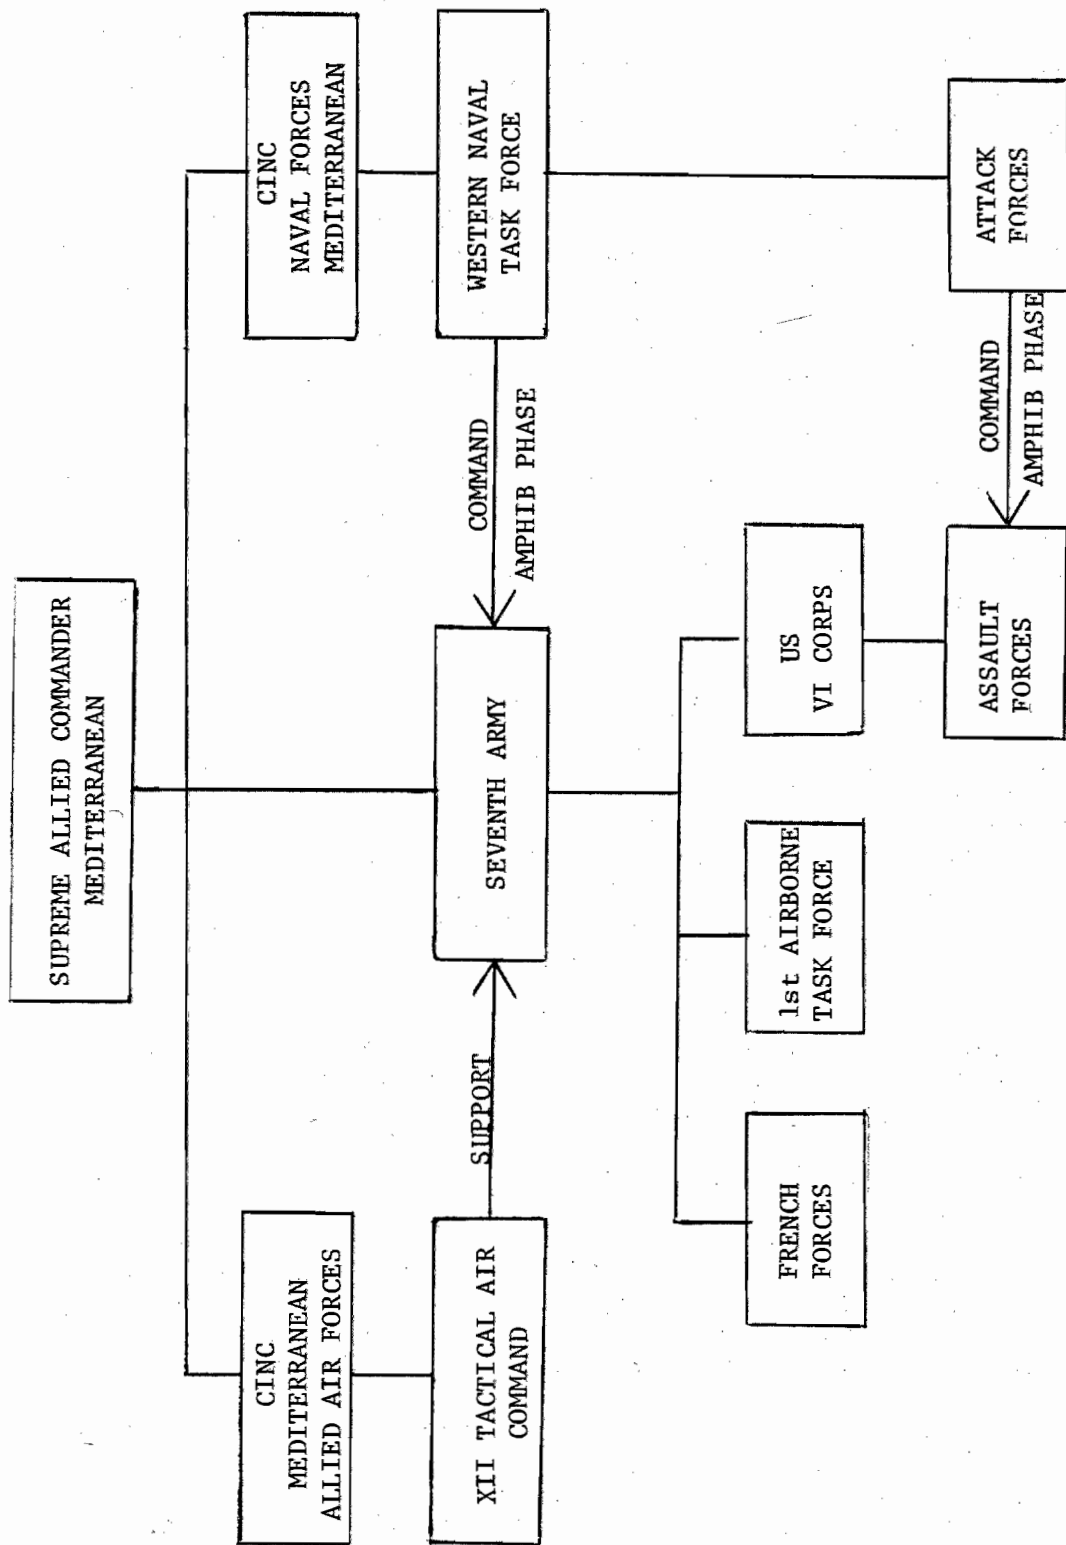 SUPREME ALLIED COMMANDER
MEDITERRANEAN
CINC
MEDITERRANEAN
ALLIED AIR FORCES
CINC
NAVAL FORCES
MEDITERRANEAN
XII TACTICAL AIR
COMMAND
SUPPORT
SEVENTH ARMY
COMMAND
AMPHIB PHASE
WESTERN NAVAL
TASK FORCE
FRENCH
FORCES
1st AIRBORNE
TASK FORCE
US
VI CORPS
ASSAULT
FORCES
COMMAND
AMPHIB PHASE
ATTACK
FORCES